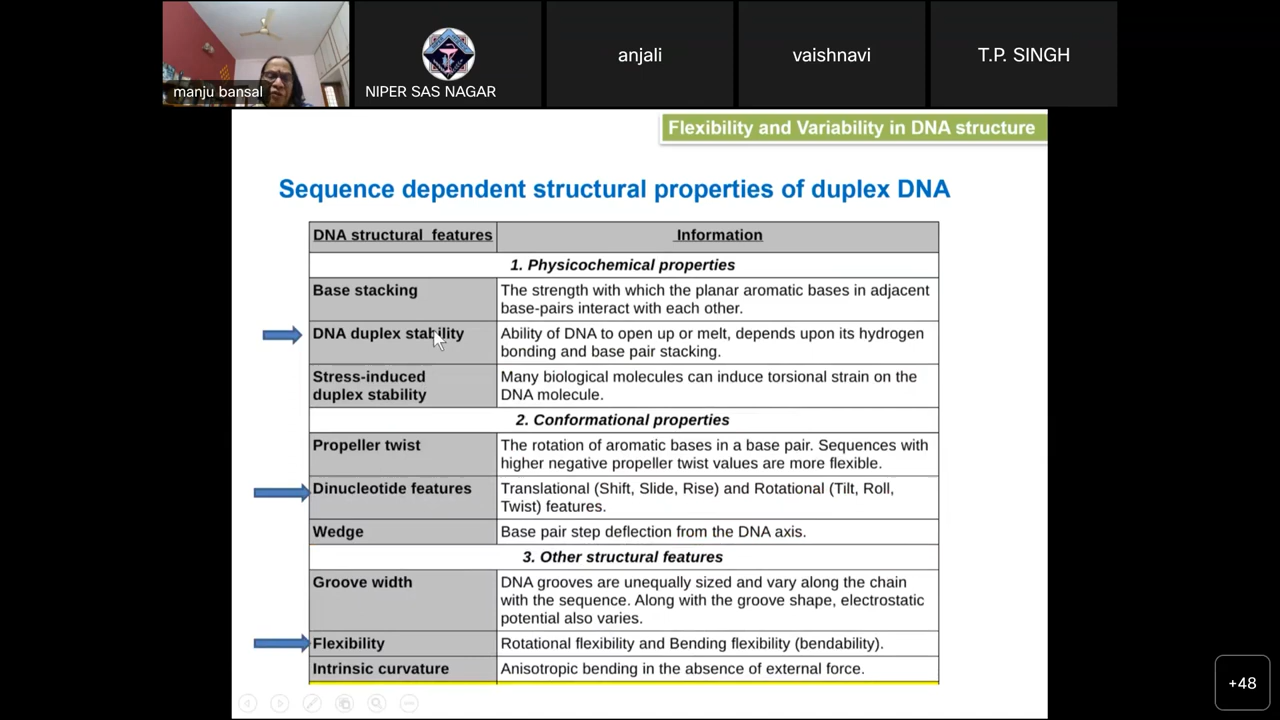 manju bansal
NIPER SAS NAGAR
anjali
vaishnavi
T.P. SINGH
Flexibility and Variability in DNA structure
Sequence dependent structural properties of duplex DNA
DNA structural features
Information
1. Physicochemical properties
Base stacking
The strength with which the planar aromatic bases in adjacent
base-pairs interact with each other.
DNA duplex stability
Ability of DNA to open up or melt, depends upon its hydrogen
bonding and base pair stacking.
Stress-induced
duplex stability
Many biological molecules can induce torsional strain on the
DNA molecule.
2. Conformational properties
Propeller twist
The rotation of aromatic bases in a base pair. Sequences with
higher negative propeller twist values are more flexible.
Dinucleotide features
Translational (Shift, Slide, Rise) and Rotational (Tilt, Roll,
Twist) features.
Wedge
Base pair step deflection from the DNA axis.
3. Other structural features
Groove width
DNA grooves are unequally sized and vary along the chain
with the sequence. Along with the groove shape, electrostatic
potential also varies.
Flexibility
Rotational flexibility and Bending flexibility (bendability).
Intrinsic curvature
Anisotropic bending in the absence of external force.
+48